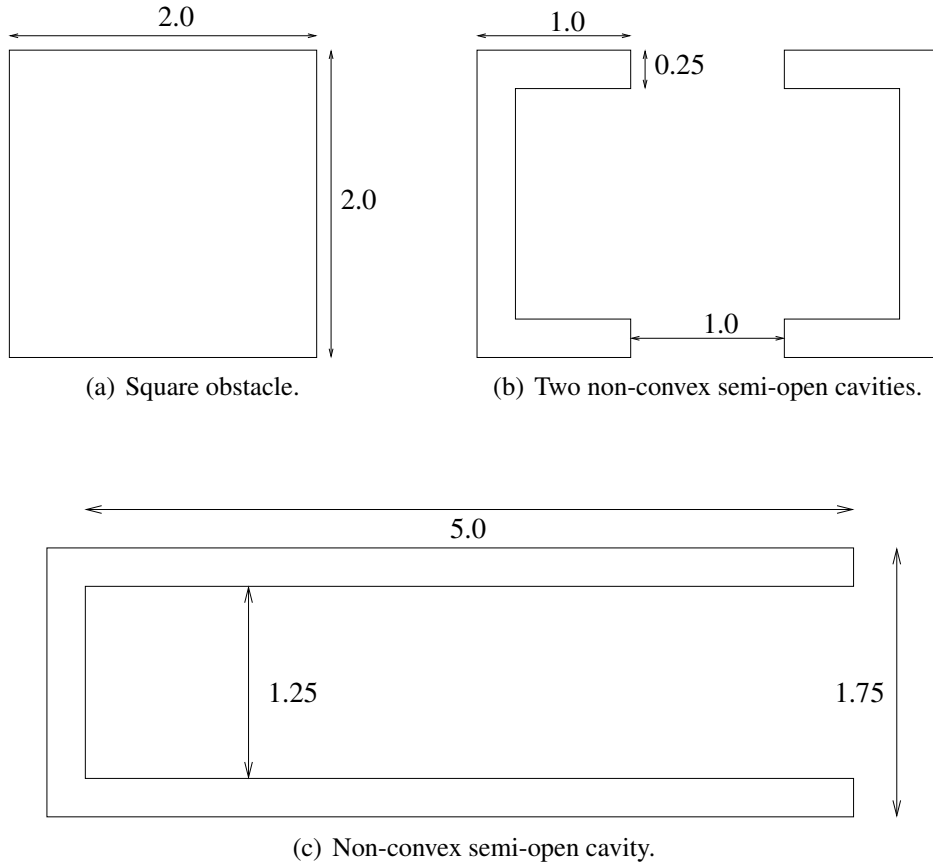 2.0
1.0
0.25
2.0
1.0
(a) Square obstacle.
(b) Two non-convex semi-open cavities.
5.0
1.25
1.75
(c) Non-convex semi-open cavity.